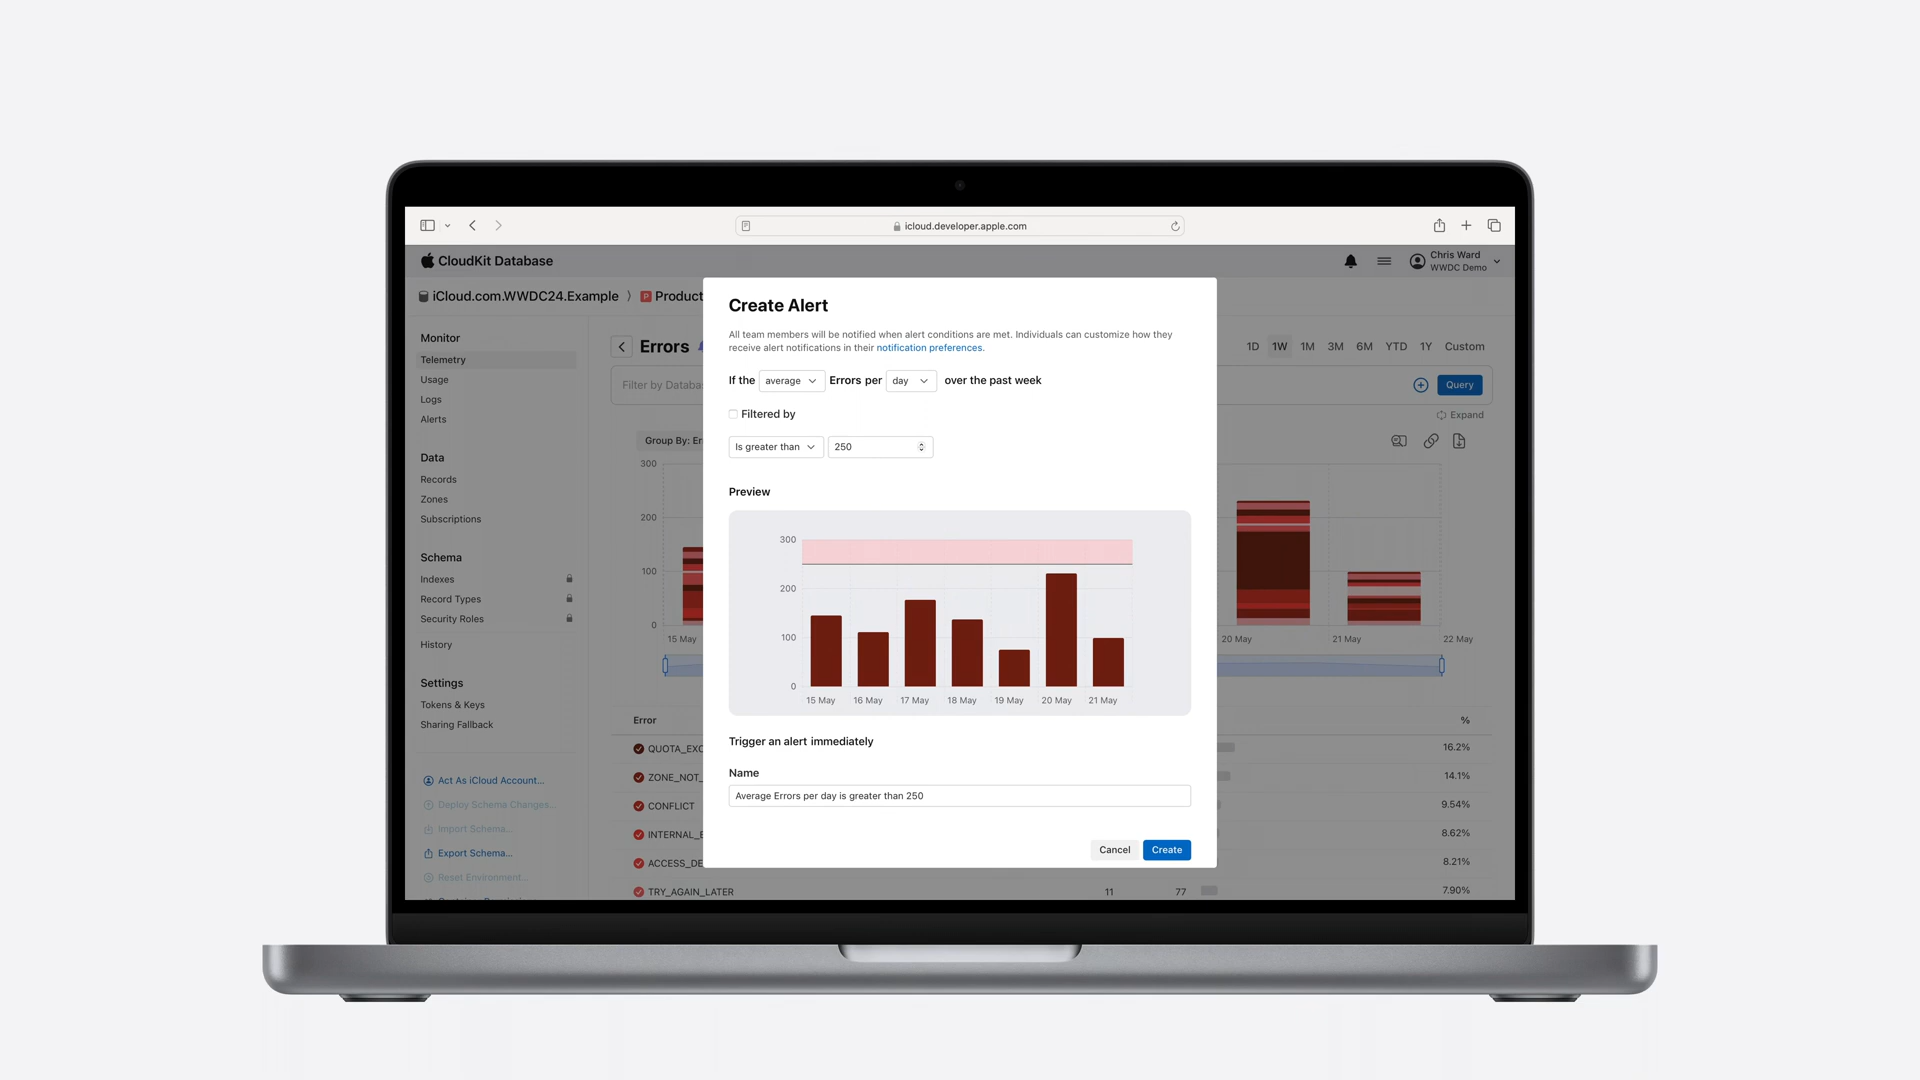 icloud.developer.apple.com
CloudKit Database
Chris Ward
WWDC Demo
iCloud.com.WWDC24.Example
Product
Monitor
Telemetry
Usage
Logs
Alerts
Data
Records
Zones
Subscriptions
Schema
Indexes
Record Types
Security Roles
History
Settings
Tokens & Keys
Sharing Fallback
Act As iCloud Account...
Deploy Schema Changes...
Import Schema...
Export Schema...
Reset Environment...
Errors
1D 1W 1M 3M 6M YTD 1Y Custom
Filter by Databa
Query
Expand
Group By: Er
300
200
100
0
15 May
20 May 21 May 22 May
Error %
QUOTA_EXC 16.2%
ZONE_NOT_ 14.1%
CONFLICT 9.54%
INTERNAL_E 8.62%
ACCESS_DE 8.21%
TRY_AGAIN_LATER 11 77 7.90%
Create Alert
All team members will be notified when alert conditions are met. Individuals can customize how they
receive alert notifications in their notification preferences.
If the average Errors per day over the past week
Filtered by
Is greater than 250
Preview
300
200
100
0
15 May 16 May 17 May 18 May 19 May 20 May 21 May
Trigger an alert immediately
Name
Average Errors per day is greater than 250
Cancel Create